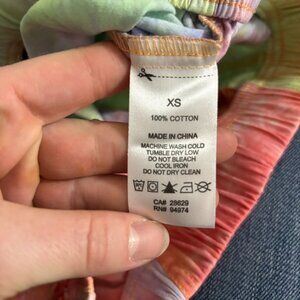 XS
100% COTTON
MADE IN CHINA
MACHINE WASH COLD
TUMBLE DRY LOW
DO NOT BLEACH
COOL IRON
DO NOT DRY CLEAN
CA# 28629
RN# 94974